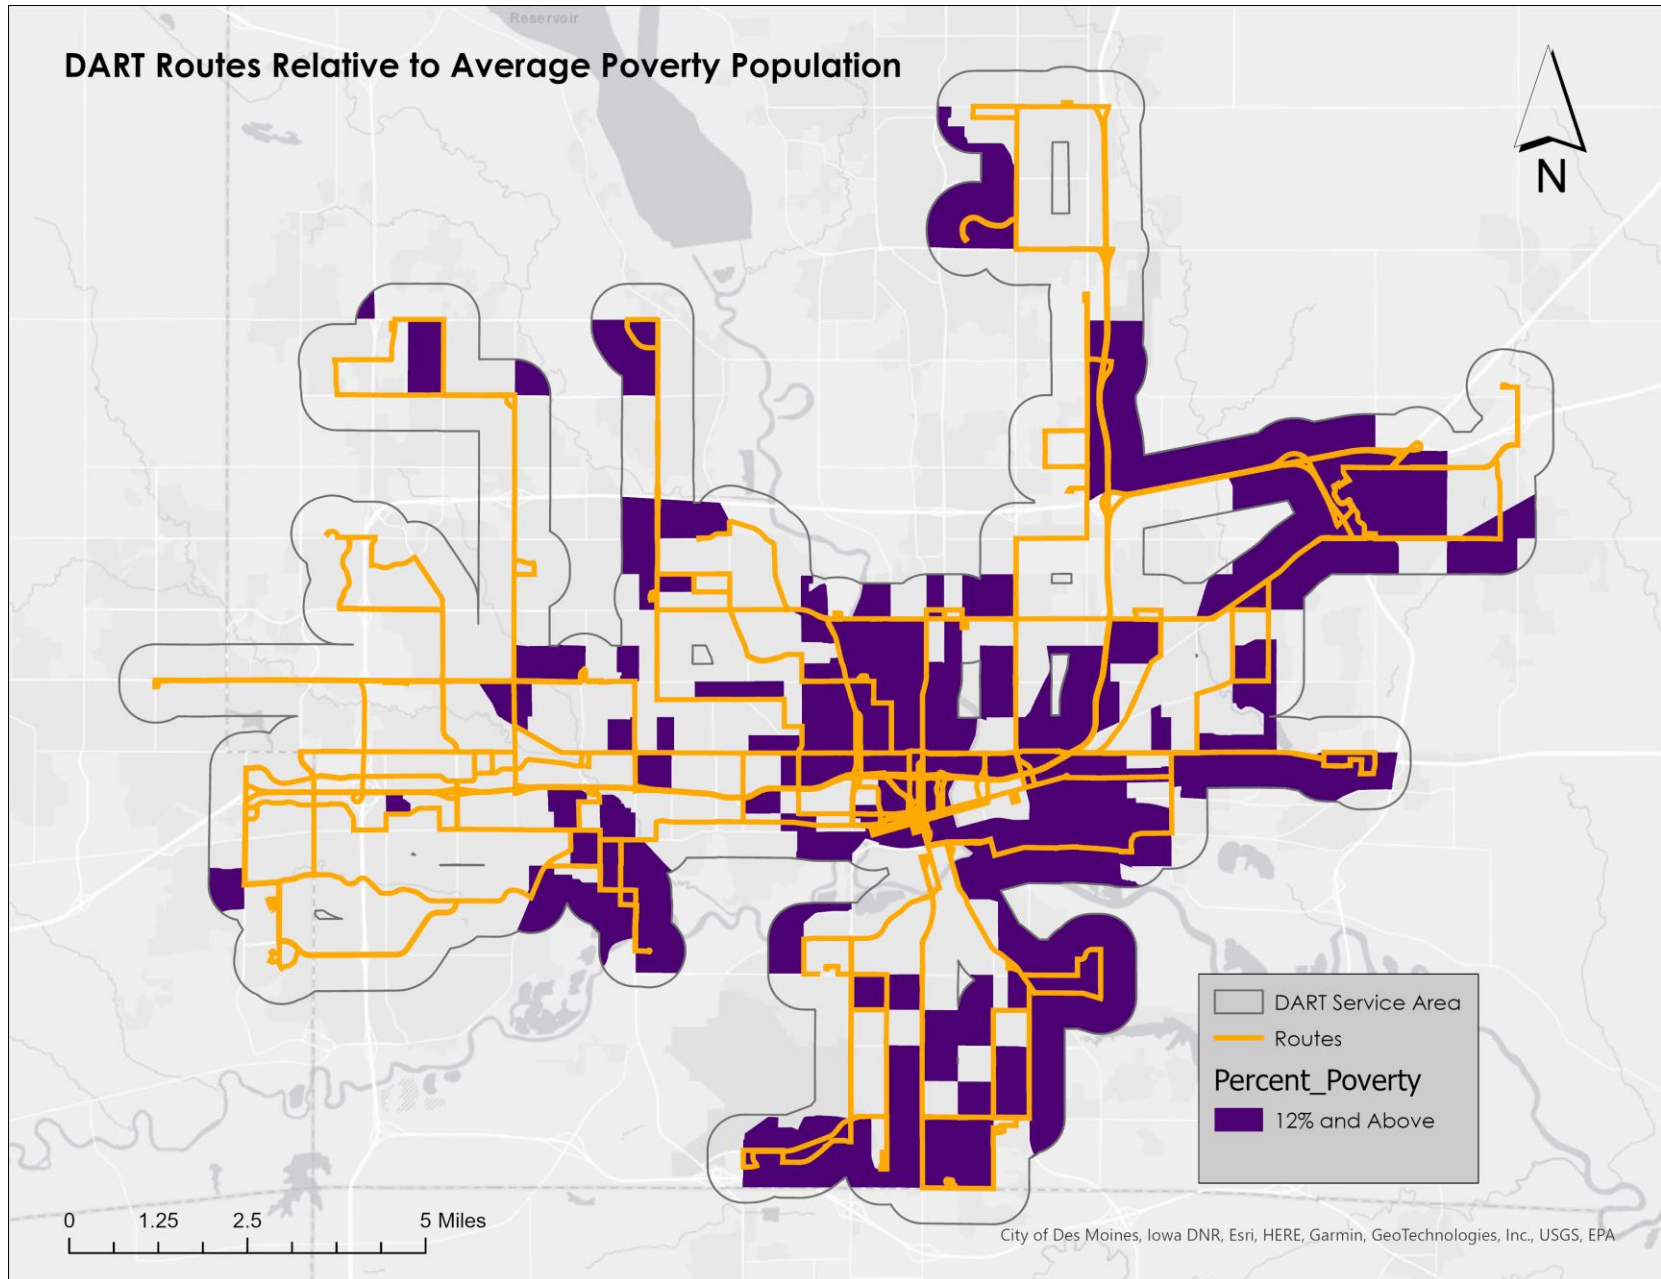 Reservoir
DART Routes Relative to Average Poverty Population
N
DART Service Area
Routes
Percent_Poverty
12% and Above
0 1.25 2.5 5 Miles
City of Des Moines, Iowa DNR, Esri, HERE, Garmin, GeoTechnologies, Inc., USGS, EPA